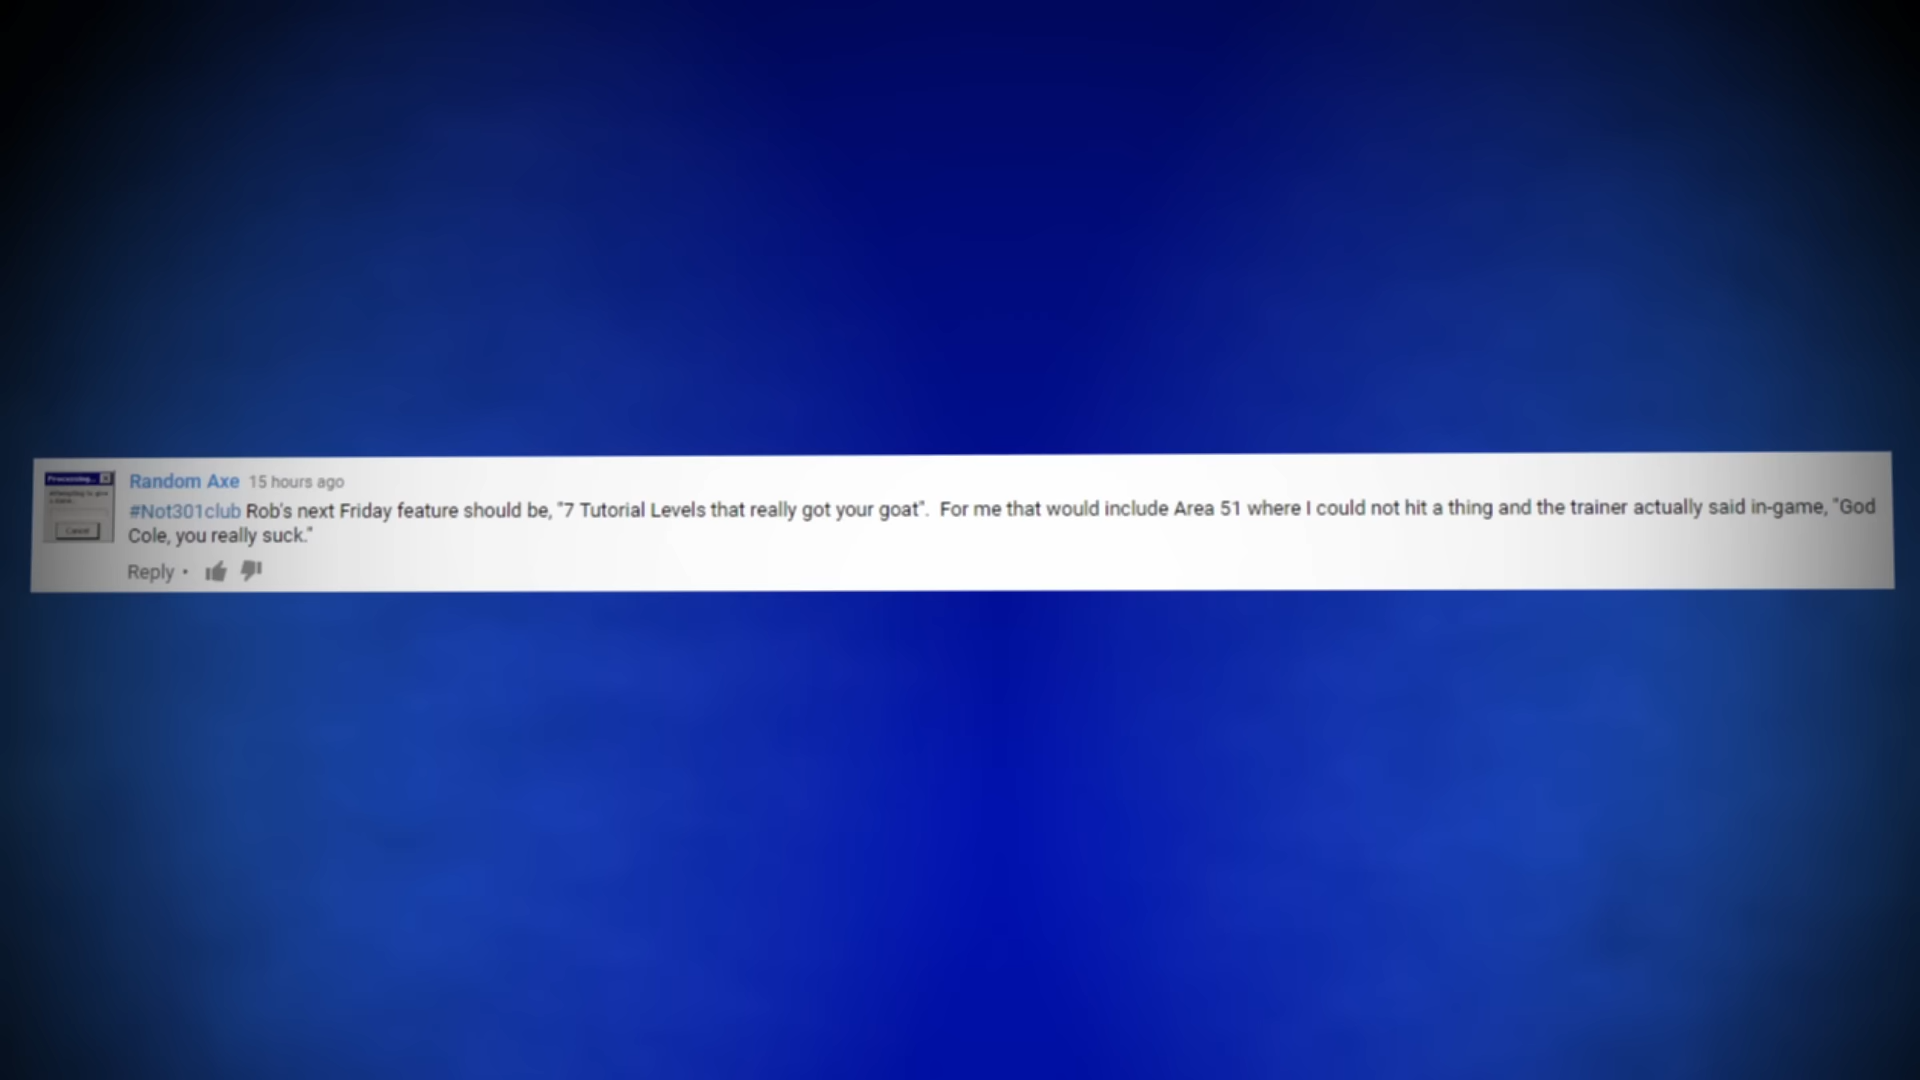 Processing...
Random Axe 15 hours ago
#Not301club Rob's next Friday feature should be, "7 Tutorial Levels that really got your goat".  For me that would include Area 51 where I could not hit a thing and the trainer actually said in-game, "God
Cole, you really suck."
Cancel
Reply •